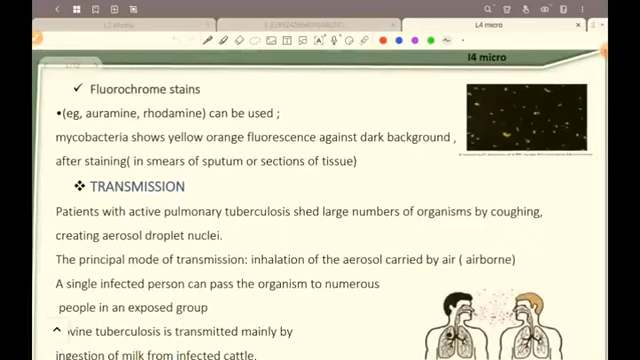 L4 micro
l4 micro
✓ Fluorochrome stains
•(eg, auramine, rhodamine) can be used ;
mycobacteria shows yellow orange fluorescence against dark background ,
after staining( in smears of sputum or sections of tissue)
❖ TRANSMISSION
Patients with active pulmonary tuberculosis shed large numbers of organisms by coughing,
creating aerosol droplet nuclei.
The principal mode of transmission: inhalation of the aerosol carried by air ( airborne)
A single infected person can pass the organism to numerous
people in an exposed group
ovine tuberculosis is transmitted mainly by
ingestion of milk from infected cattle.